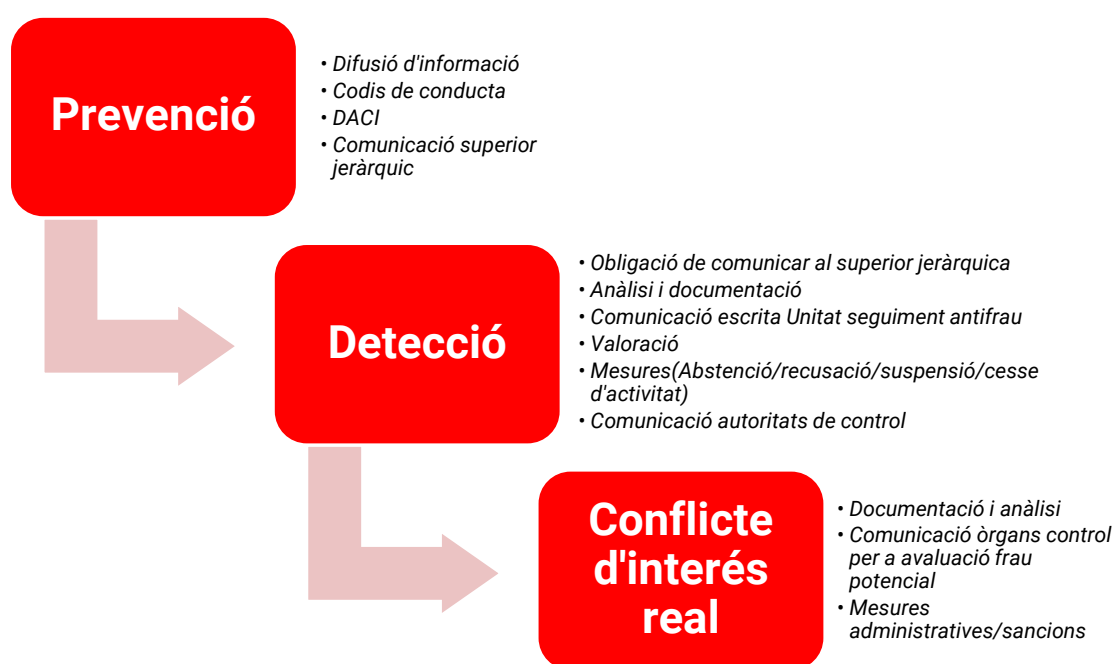 Prevenció
• Difusió d'informació
• Codis de conducta
• DACI
• Comunicació superior
jeràrquic
Detecció
• Obligació de comunicar al superior jeràrquica
• Anàlisi i documentació
• Comunicació escrita Unitat seguiment antifrau
• Valoració
• Mesures(Abstenció/recusació/suspensió/cesse
d'activitat)
• Comunicació autoritats de control
Conflicte
d'interés
real
• Documentació i anàlisi
• Comunicació òrgans control
per a avaluació frau
potencial
• Mesures
administratives/sancions